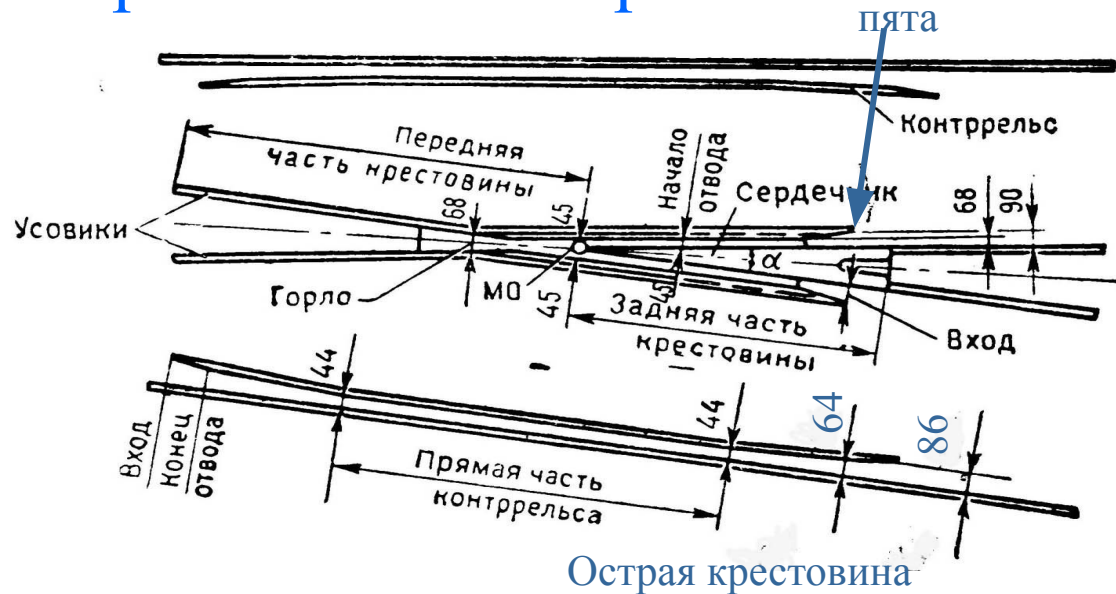 пята
Контррельс
Передняя
часть крестовины
Начало
отвода
Сердечник
68
90
68
45
Усовики
α
Горло
МО
45
45
Задняя часть
крестовины
Вход
44
44
64
86
Вход
Конец
отвода
Прямая часть
контррельса
Острая крестовина